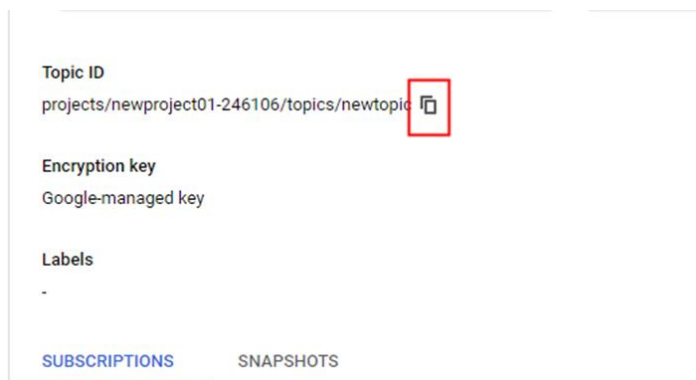 Topic ID
projects/newproject01-246106/topics/newtopic
Encryption key
Google-managed key
Labels
-
SUBSCRIPTIONS SNAPSHOTS